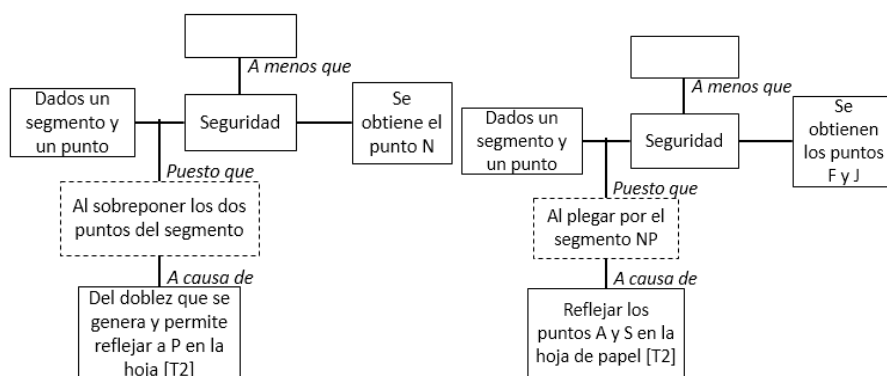 A menos que
Dados un
segmento y
un punto
Seguridad
Se
obtiene el
punto N
Puesto que
Al sobreponer los dos
puntos del segmento
A causa de
Del doblez que se
genera y permite
reflejar a P en la
hoja [T2]
A menos que
Dados un
segmento y
un punto
Seguridad
Se
obtienen
los puntos
F y J
Puesto que
Al plegar por el
segmento NP
A causa de
Reflejar los
puntos A y S en la
hoja de papel [T2]